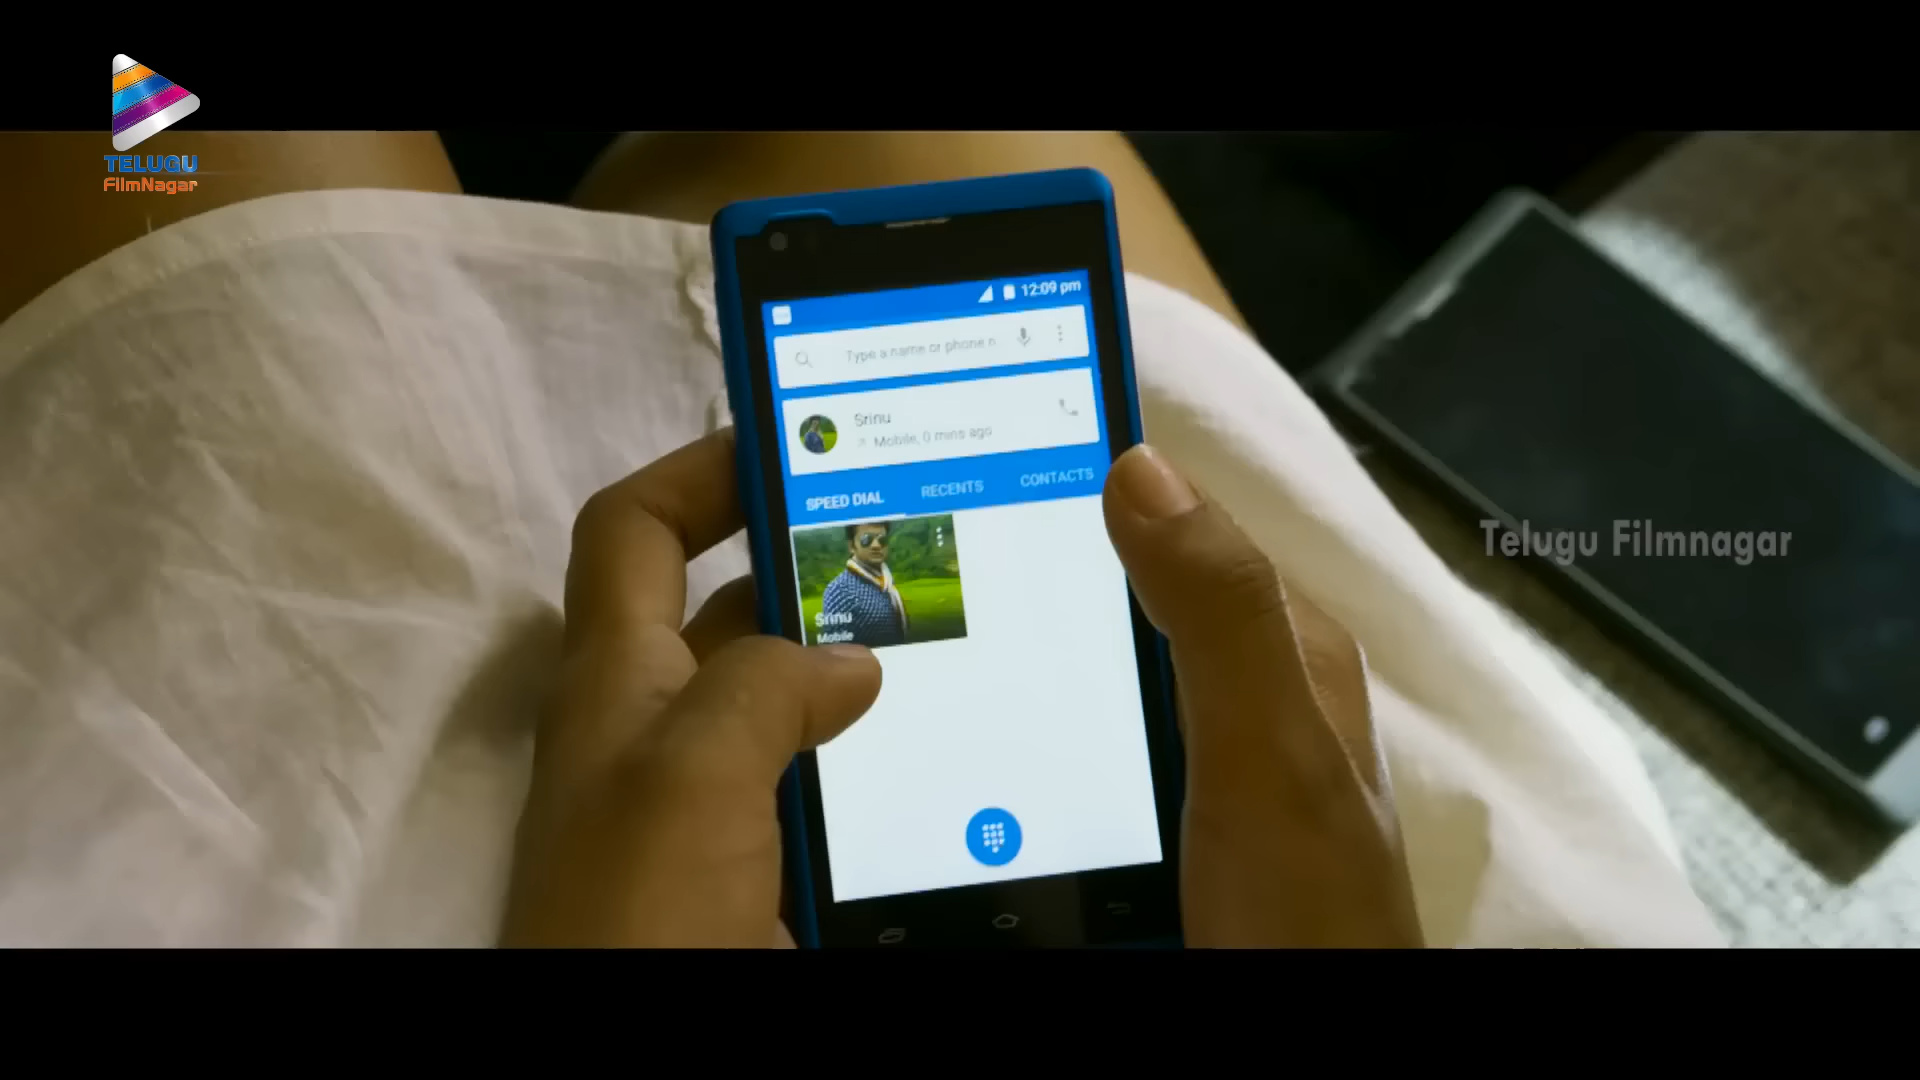 TELUGU
FilmNagar
12:09 pm
Type a name or phone n
Srinu
Mobile, 0 mins ago
SPEED DIAL
RECENTS
CONTACTS
Srinu
Mobile
Telugu Filmnagar